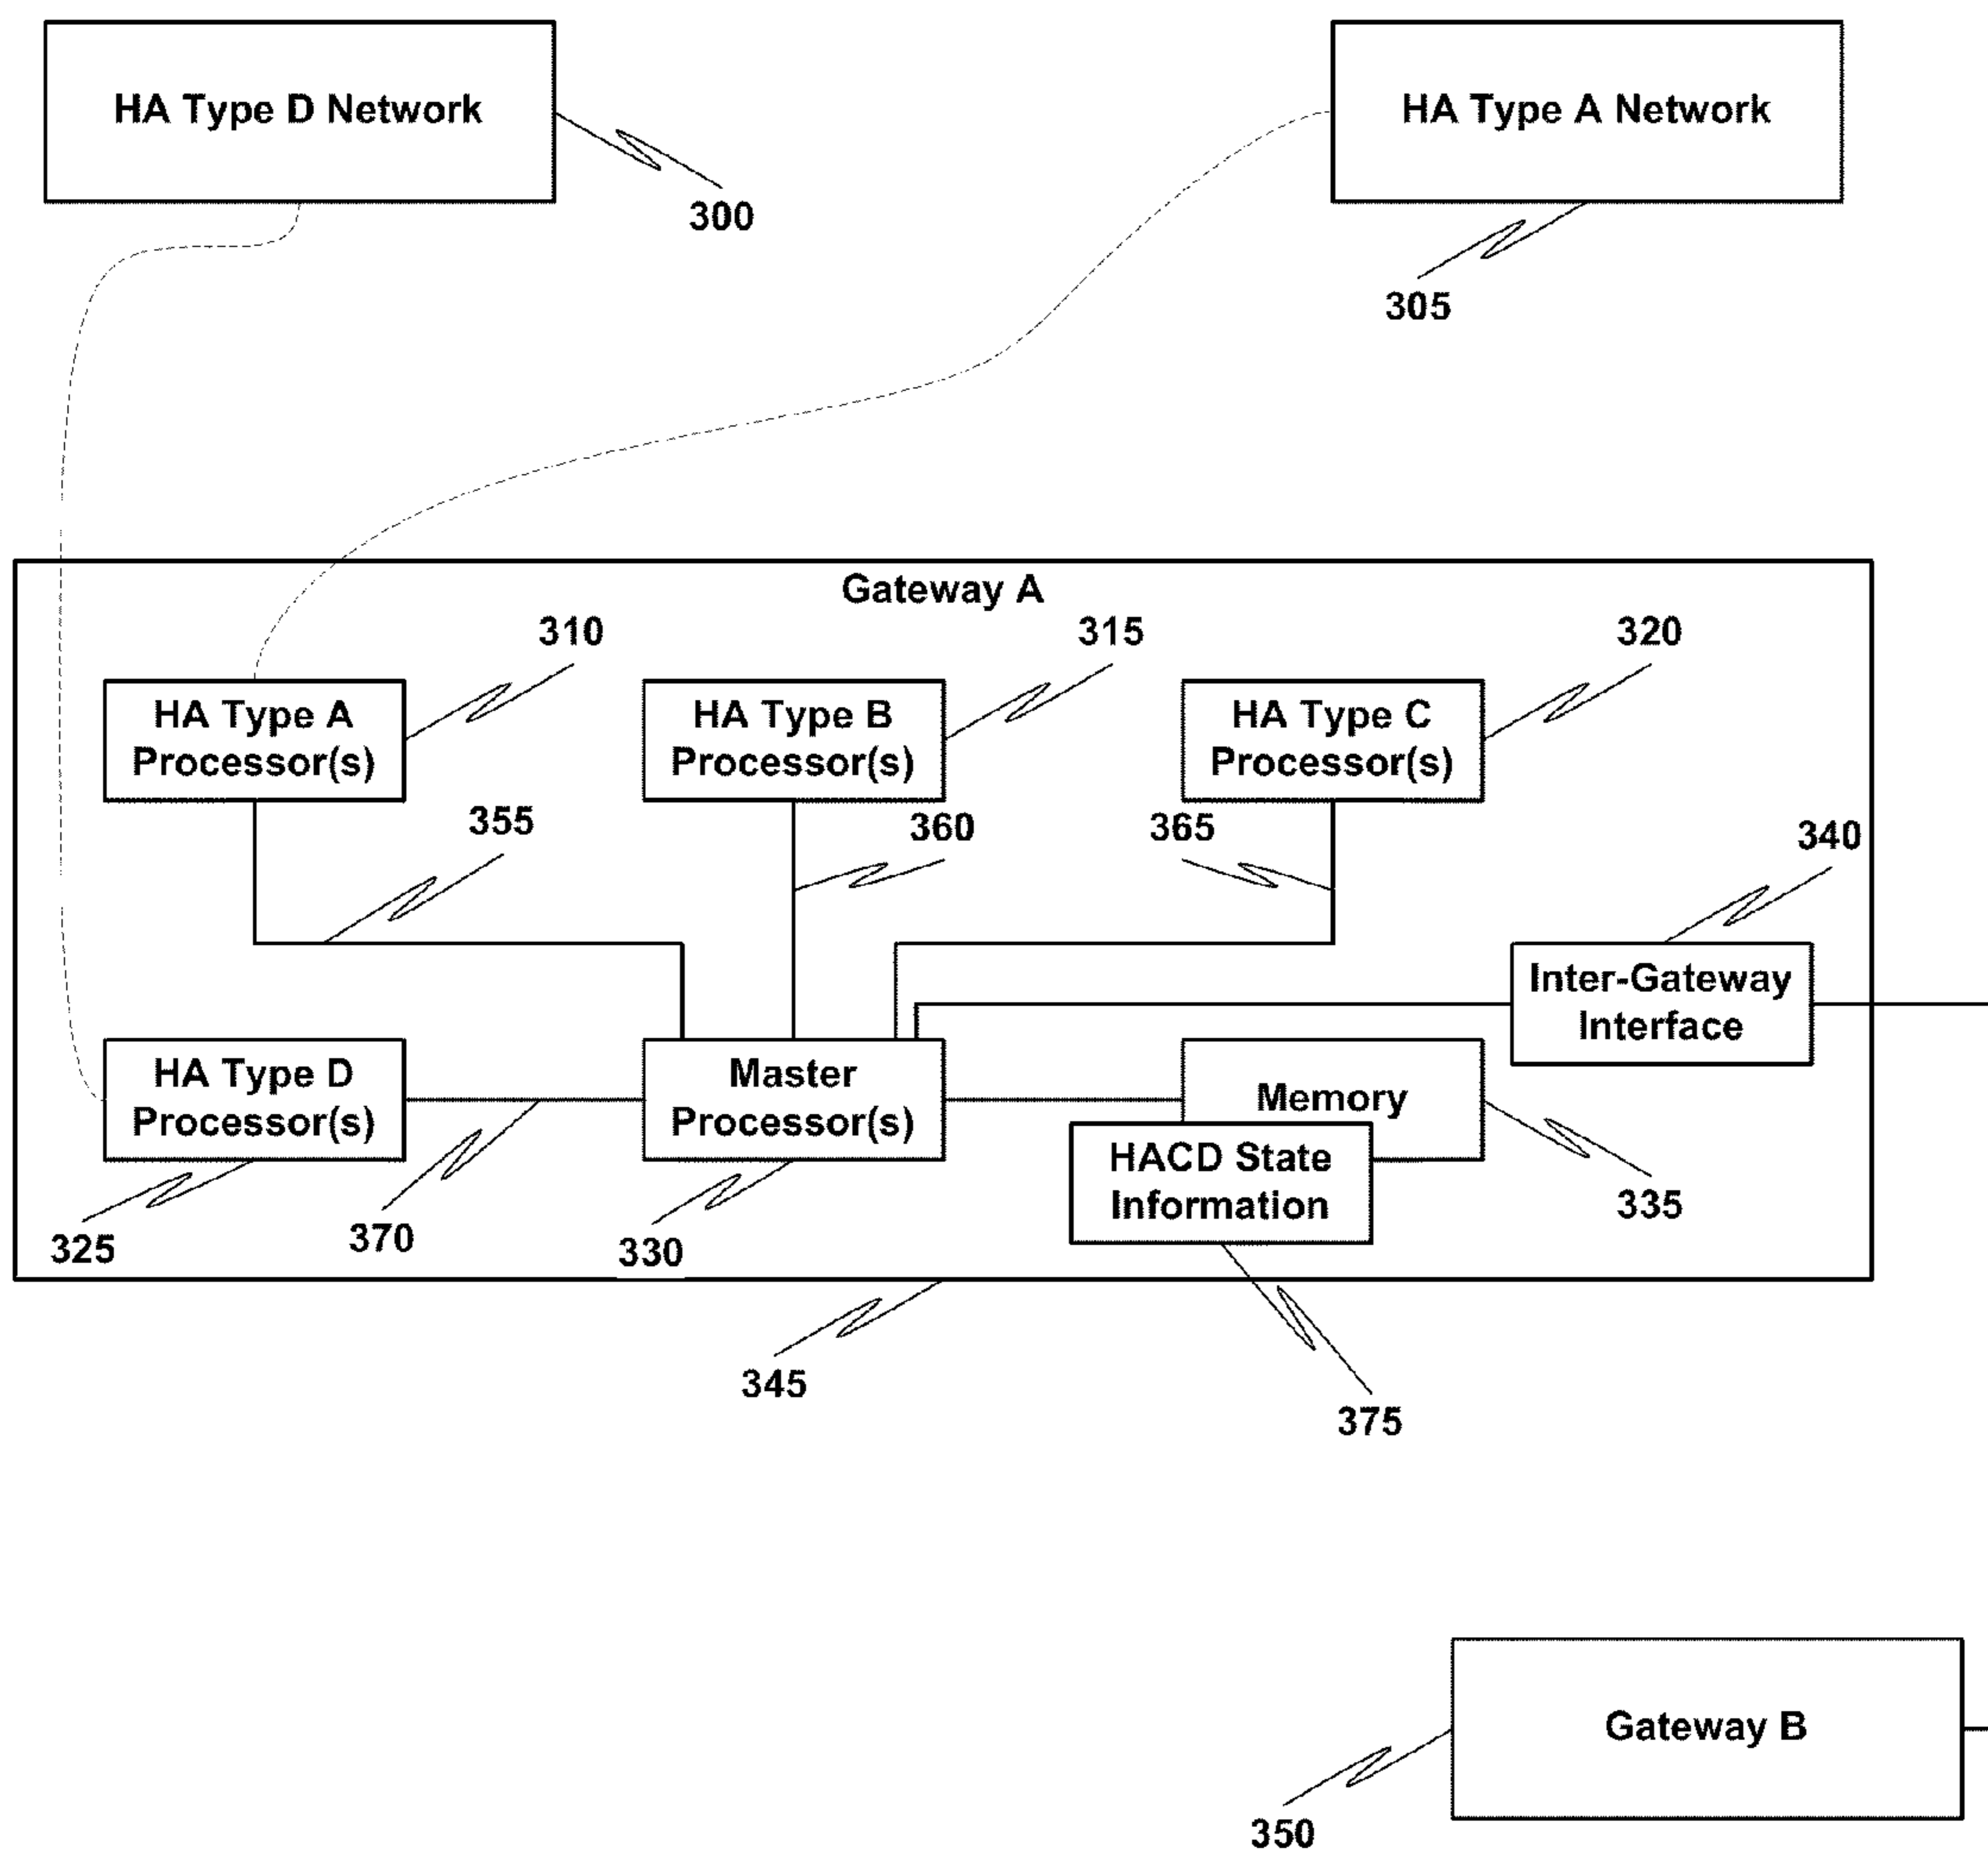 HA Type D Network
HA Type A Network
300
305
Gateway A
310
315
320
HA Type A
Processor(s)
HA Type B
Processor(s)
HA Type C
Processor(s)
355
360
365
340
Inter-Gateway
Interface
HA Type D
Processor(s)
Master
Processor(s)
Memory
HACD State
Information
325
370
330
335
345
375
Gateway B
350